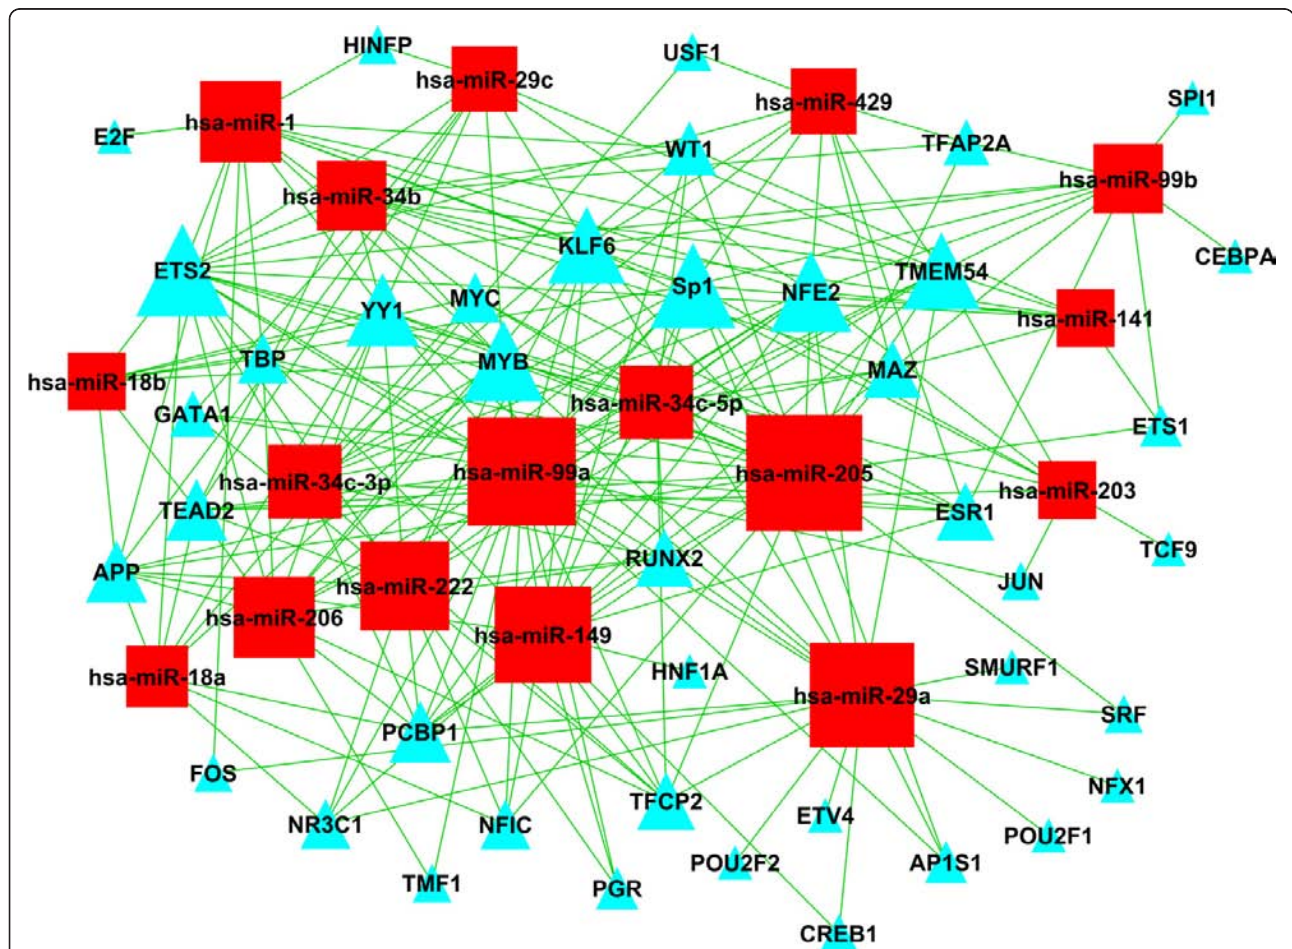 HINFP
hsa-miR-29c
USF1
hsa-miR-429
SPI1
hsa-miR-1
E2F
WT1
TFAP2A
hsa-miR-99b
hsa-miR-34b
KLF6
CEBPA
ETS2
TMEM54
Sp1
NFE2
MYC
YY1
hsa-miR-141
TBP
MYB
MAZ
hsa-miR-18b
hsa-miR-34c-5p
GATA1
ETS1
hsa-miR-99a
hsa-miR-205
hsa-miR-34c-3p
hsa-miR-203
TEAD2
ESR1
TCF9
RUNX2
APP
JUN
hsa-miR-222
hsa-miR-206
hsa-miR-149
SMURF1
HNF1A
hsa-miR-18a
hsa-miR-29a
SRF
PCBP1
FOS
NFX1
TFCP2
ETV4
NR3C1
NFIC
POU2F1
POU2F2
AP1S1
TMF1
PGR
CREB1